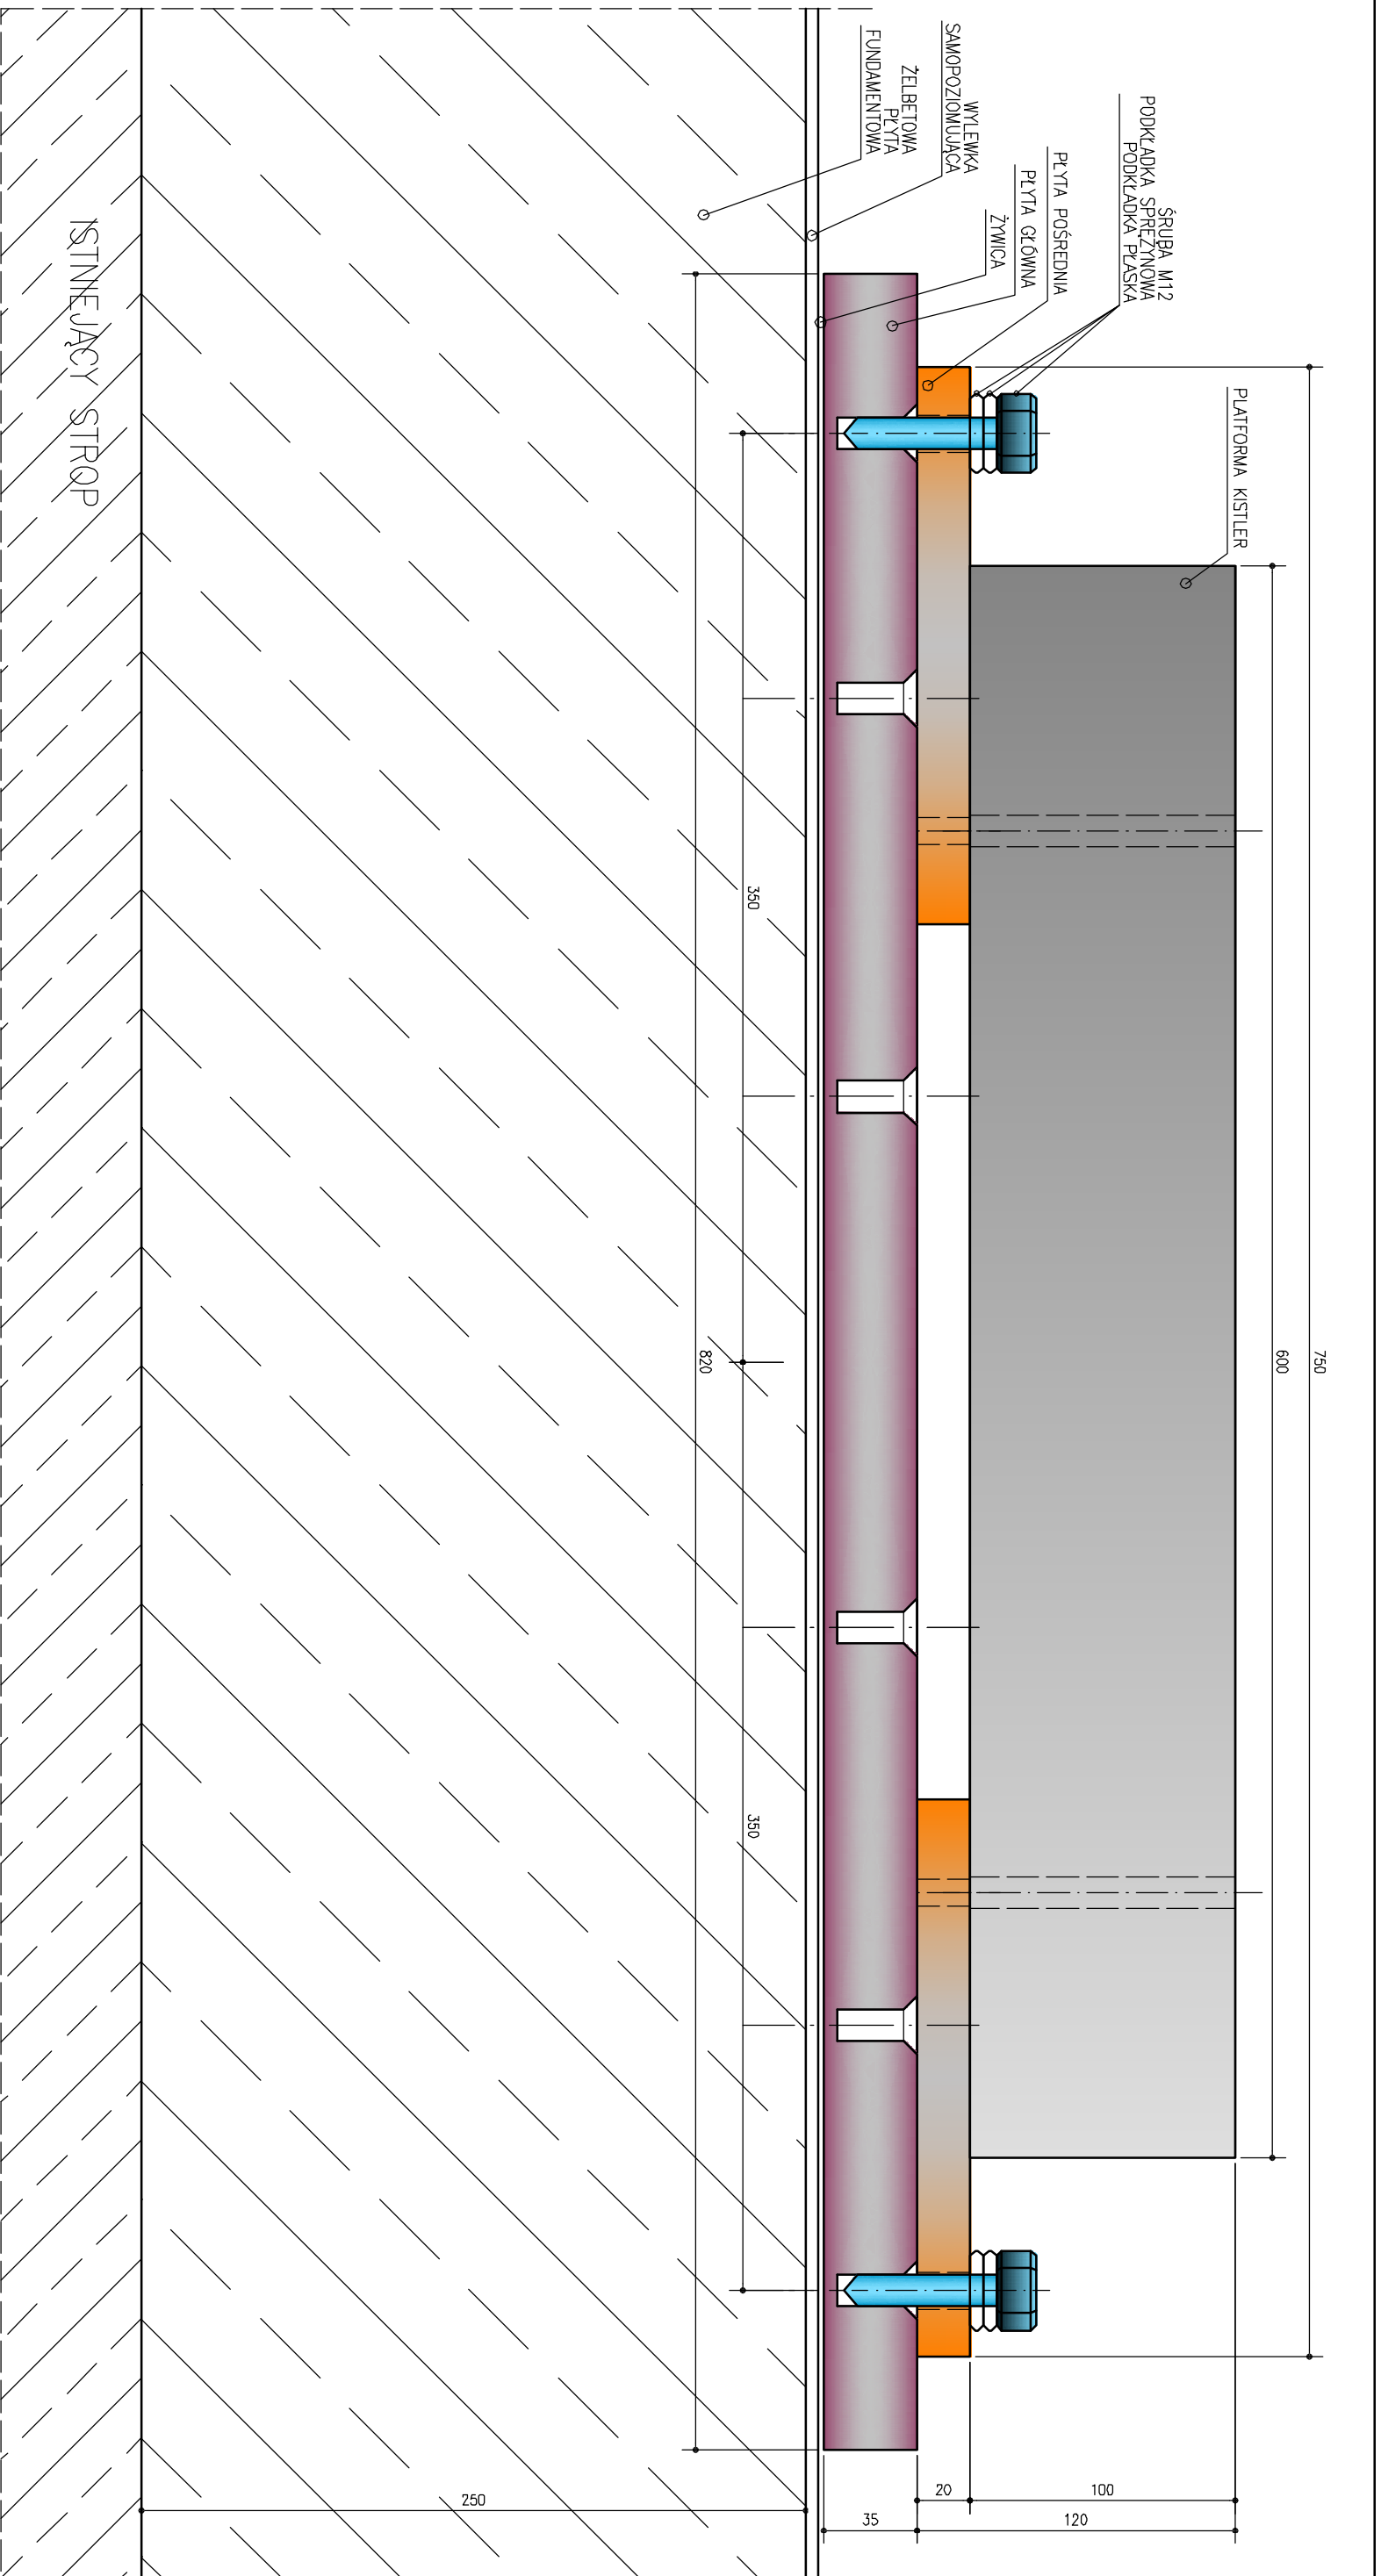 750
600
PLATFORMA KISTLER
ŚRUBA M12
PODKŁADKA SPRĘŻYNOWA
PODKŁADKA PŁASKA
PŁYTA POŚREDNIA
PŁYTA GŁÓWNA
ŻYWICA
WYLEWKA
SAMOPOZIOMUJĄCA
ŻELBETOWA
PŁYTA
FUNDAMENTOWA
100
120
20
35
350
350
820
250
ISTNIEJĄCY STROP